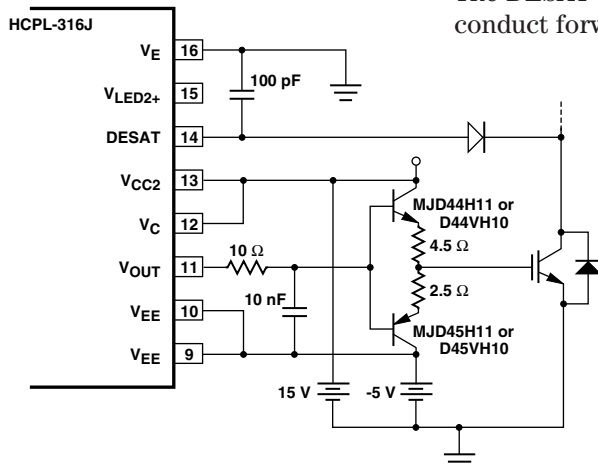 The DESAT
conduct forw
HCPL-316J
VE 16
VLED2+ 15
100 pF
DESAT 14
VCC2 13
MJD44H11 or
D44VH10
VC 12
4.5 Ω
10 Ω
VOUT 11
2.5 Ω
10 nF
VEE 10
MJD45H11 or
D45VH10
VEE 9
15 V
-5 V